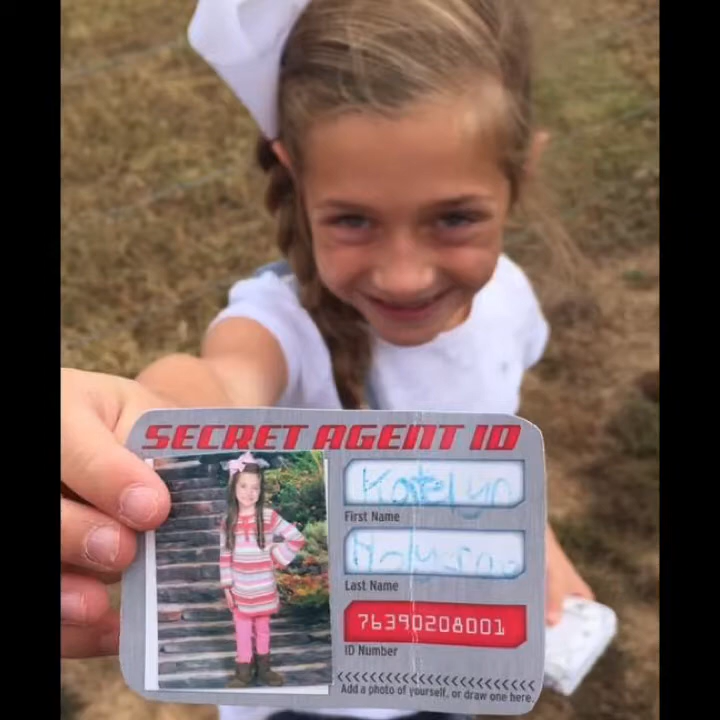 SECRET AGENT ID
Katelyn
First Name
Last Name
76390208001
ID Number
Add a photo of yourself, or draw one here.